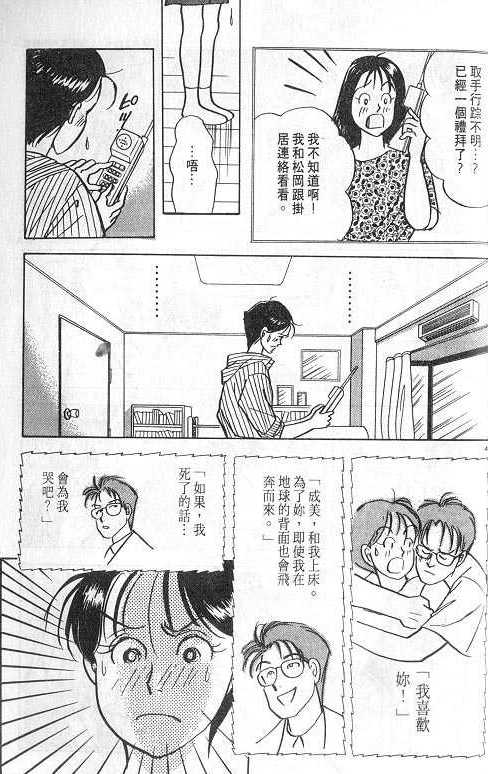 取手行踪不明…?
已經一個禮拜了?
我不知道啊！
我和松岡跟掛
居連絡看看。
…唔…
ピッ
「我喜歡
妳！」
「成美，和我上床。
為了妳，即使我在
地球的背面也會飛
奔而來。」
「如果，我
死了的話…
會為我
哭吧？」